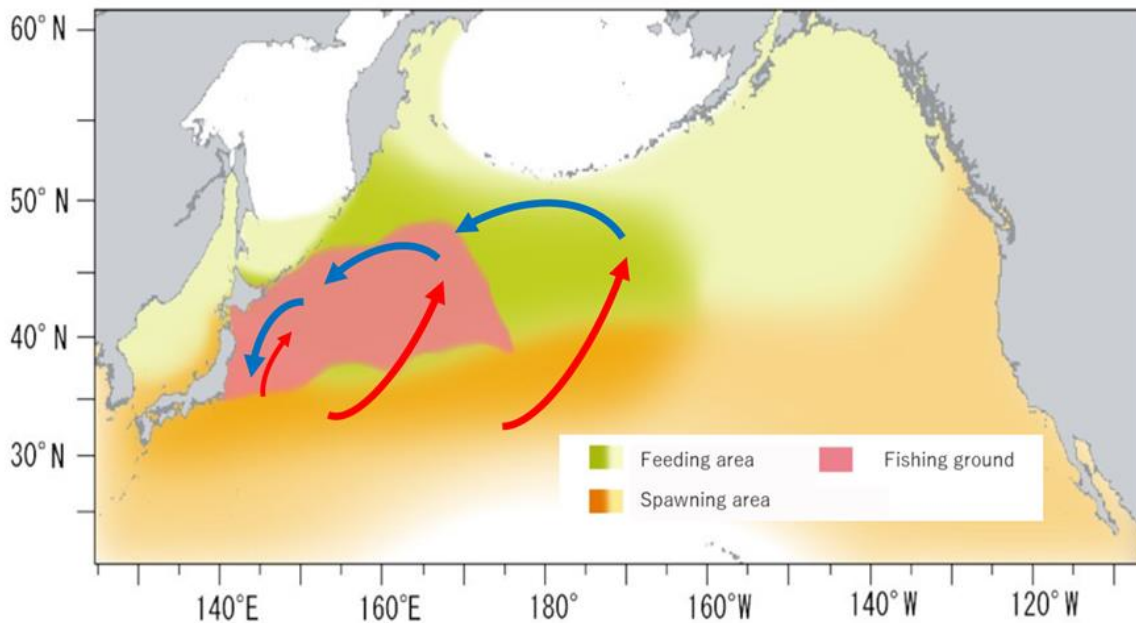 60° N
50° N
40° N
30° N
Feeding area
Fishing ground
Spawning area
140° E
160° E
180°
160° W
140° W
120° W